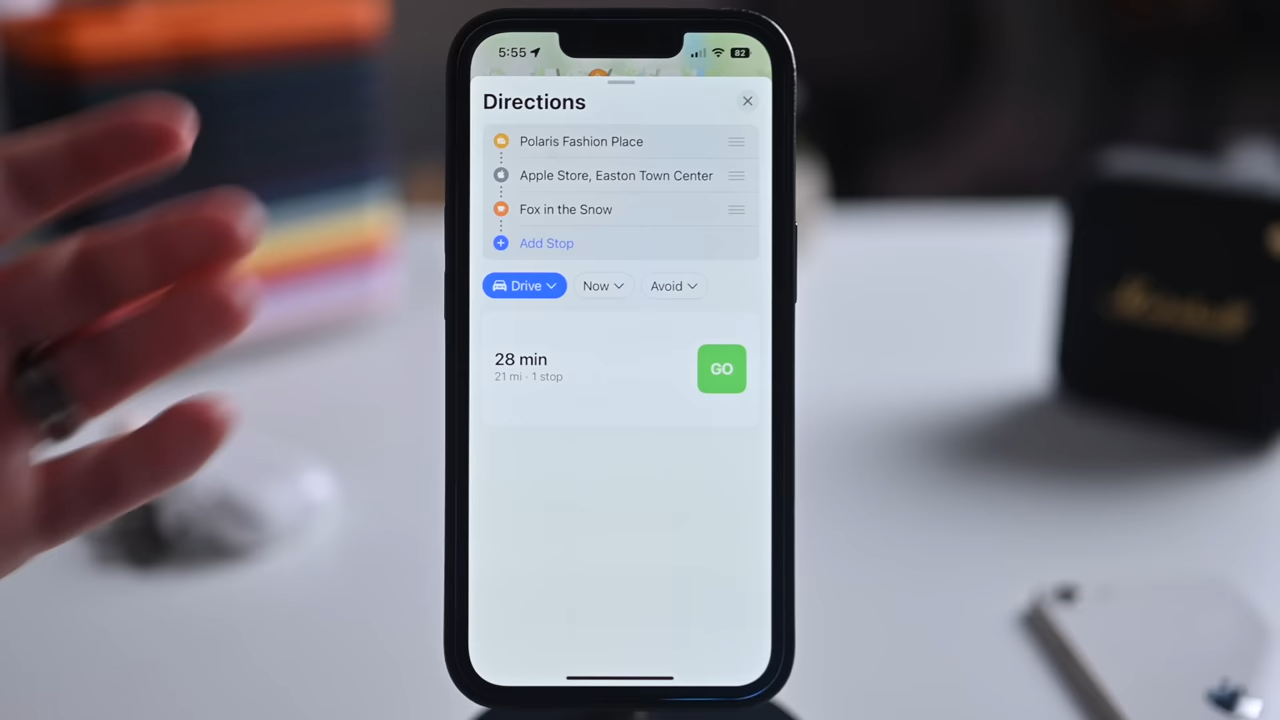 5:55
82
Directions
Polaris Fashion Place
Apple Store, Easton Town Center
Fox in the Snow
Add Stop
Drive
Now
Avoid
28 min
21 mi · 1 stop
GO
Marshall